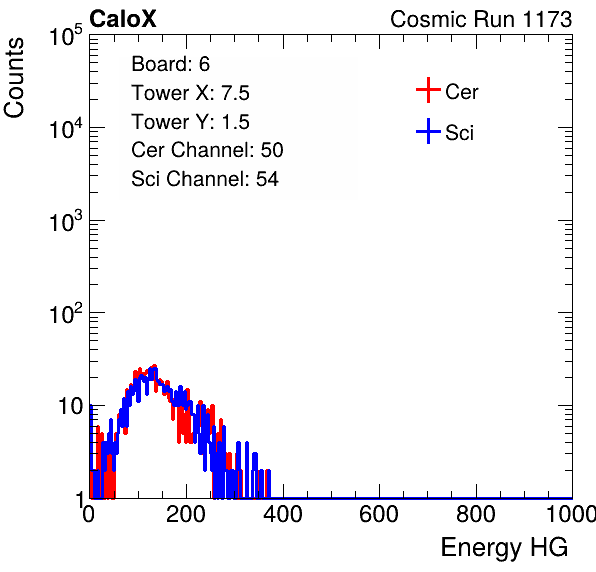 CaloX
Cosmic Run 1173
Counts
Board: 6
Tower X: 7.5
Tower Y: 1.5
Cer Channel: 50
Sci Channel: 54
Cer
Sci
10^5
10^4
10^3
10^2
10
1
0 200 400 600 800 1000
Energy HG